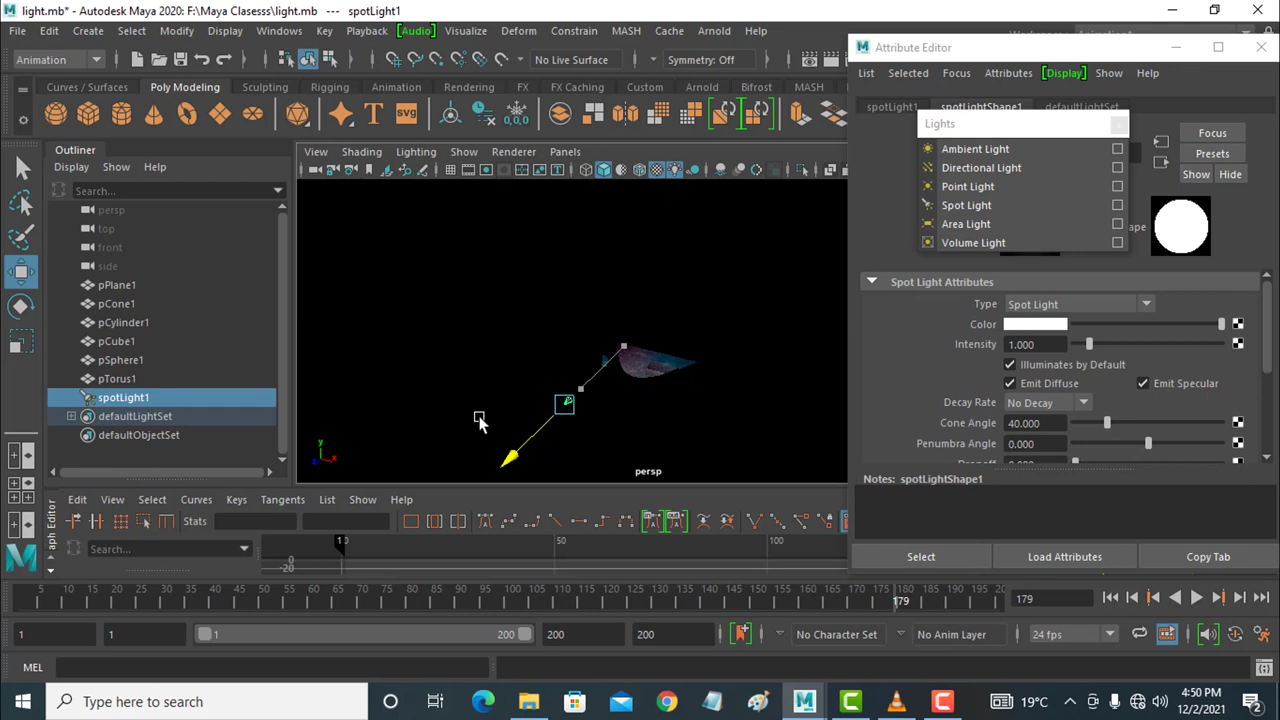 light.mb* - Autodesk Maya 2020: F:\Maya Clasesss\light.mb --- spotLight1
File Edit Create Select Modify Display Windows Key Playback [Audio] Visualize Deform Constrain MASH Cache Arnold
Animation No Live Surface Symmetry: Off
Curves / Surfaces Poly Modeling Sculpting Rigging Animation Rendering FX FX Caching Custom Arnold Bifrost MASH
Outliner
Display Show Help
Search...
persp
top
front
side
pPlane1
pCone1
pCylinder1
pCube1
pSphere1
pTorus1
spotLight1
defaultLightSet
defaultObjectSet
View Shading Lighting Show Renderer Panels
y
z x
persp
Attribute Editor
List Selected Focus Attributes [Display] Show Help
spotLight1 spotLightShape1 defaultLightSet
Lights
Ambient Light
Directional Light
Point Light
Spot Light
Area Light
Volume Light
Focus
Presets
Show Hide
ape
Spot Light Attributes
Type Spot Light
Color
Intensity 1.000
Illuminates by Default
Emit Diffuse Emit Specular
Decay Rate No Decay
Cone Angle 40.000
Penumbra Angle 0.000
Notes: spotLightShape1
Select Load Attributes Copy Tab
Edit View Select Curves Keys Tangents List Show Help
Stats
aph Editor
Search...
0
-20
50 100
5 10 15 20 25 30 35 40 45 50 55 60 65 70 75 80 85 90 95 100 105 110 115 120 125 130 135 140 145 150 155 160 165 170 175 180 185 190 195 20
179
179
1 1 1 200 200 200 No Character Set No Anim Layer 24 fps
MEL
Type here to search
19°C
4:50 PM
12/2/2021
2